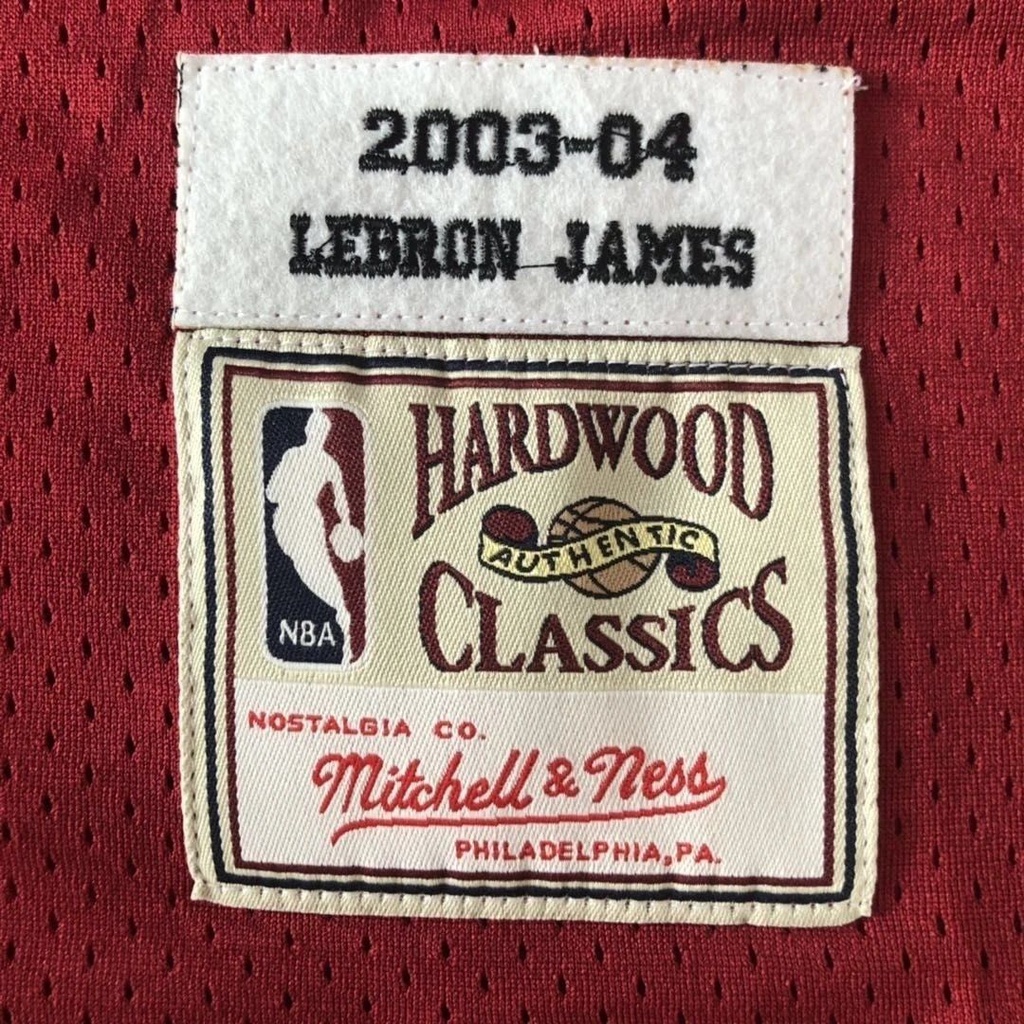 2003-04
LEBRON JAMES
HARDWOOD
AUTHENTIC
CLASSICS
NBA
NOSTALGIA CO.
Mitchell & Ness
PHILADELPHIA, PA.